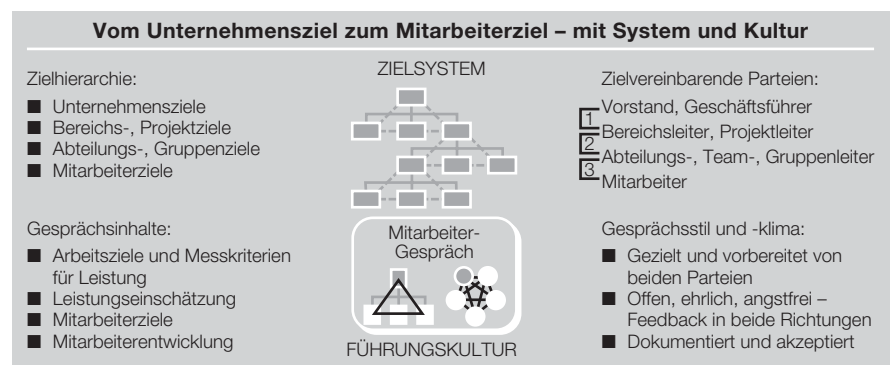 Vom Unternehmensziel zum Mitarbeiterziel – mit System und Kultur
Zielhierarchie:
■ Unternehmensziele
■ Bereichs-, Projektziele
■ Abteilungs-, Gruppenziele
■ Mitarbeiterziele
ZIELSYSTEM
Zielvereinbarende Parteien:
Vorstand, Geschäftsführer
1
Bereichsleiter, Projektleiter
2
Abteilungs-, Team-, Gruppenleiter
3
Mitarbeiter
Gesprächsinhalte:
■ Arbeitsziele und Messkriterien
für Leistung
■ Leistungseinschätzung
■ Mitarbeiterziele
■ Mitarbeiterentwicklung
Mitarbeiter-
Gespräch
FÜHRUNGSKULTUR
Gesprächsstil und -klima:
■ Gezielt und vorbereitet von
beiden Parteien
■ Offen, ehrlich, angstfrei –
Feedback in beide Richtungen
■ Dokumentiert und akzeptiert